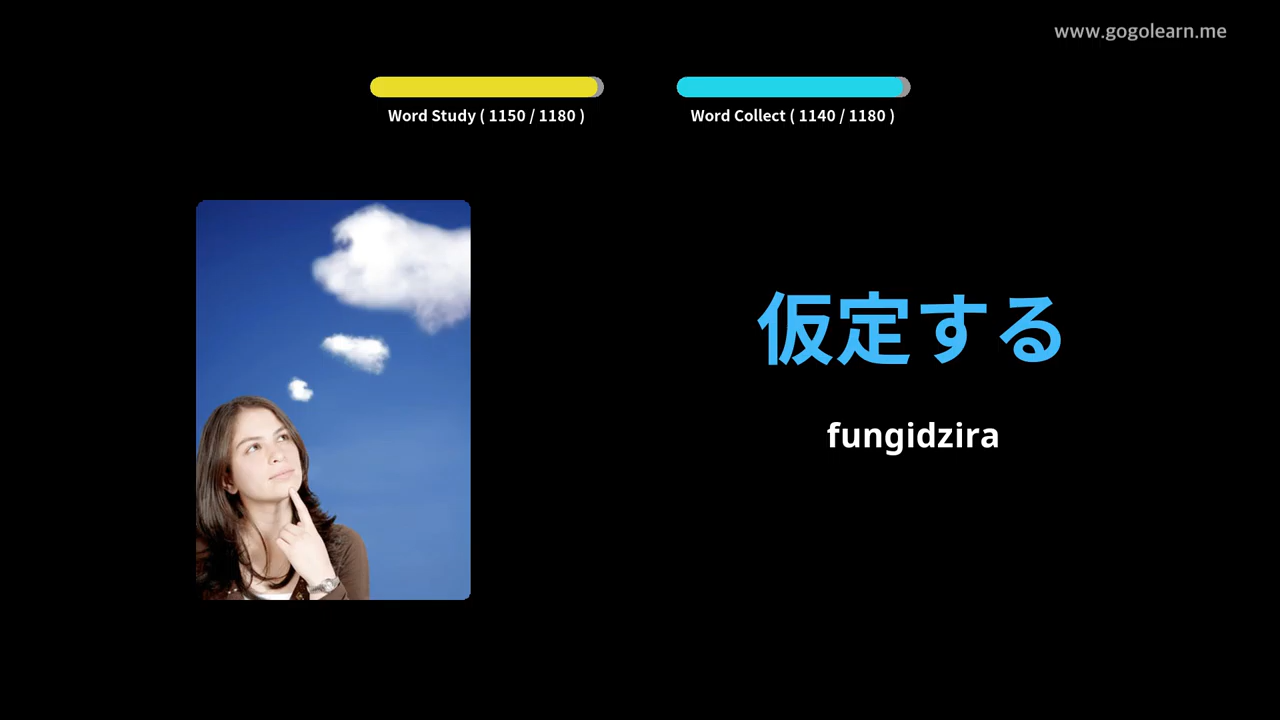 www.gogolearn.me
Word Study ( 1150 / 1180 )
Word Collect ( 1140 / 1180 )
仮定する
fungidzira